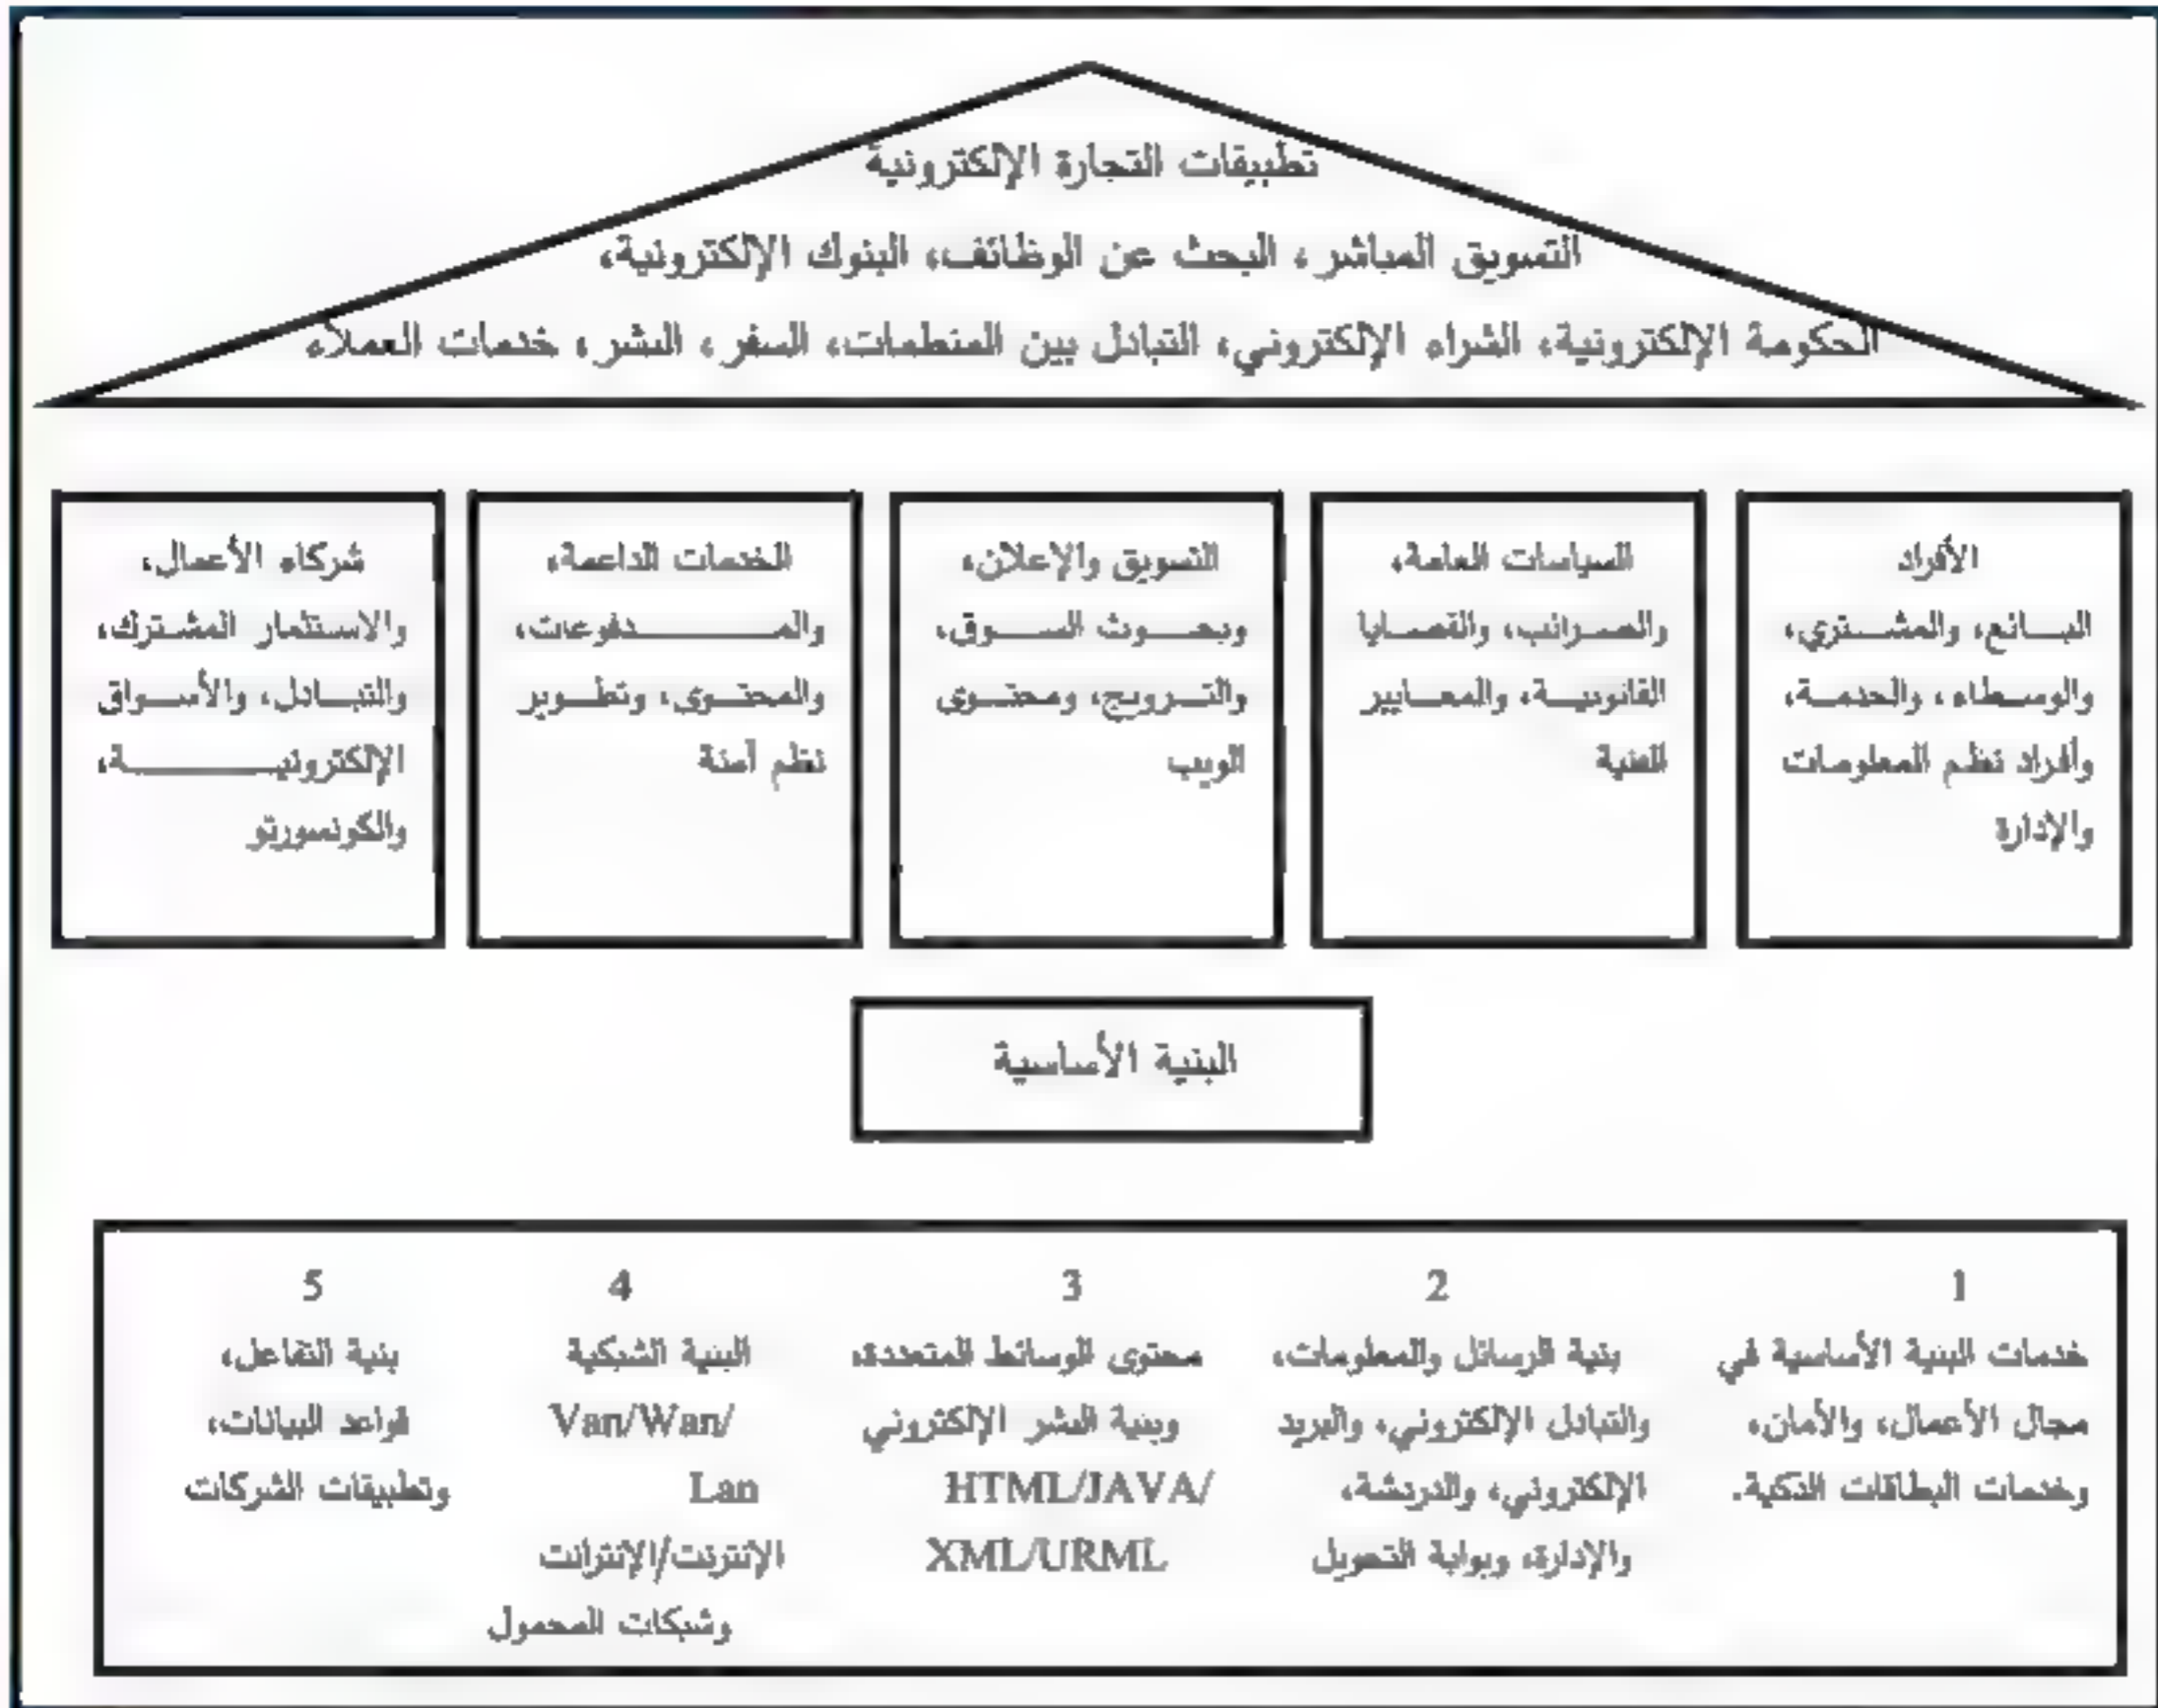 تطبيقات التجارة الإلكترونية
التسويق المباشر، البحث عن الوظائف، البنوك الإلكترونية،
الحكومة الإلكترونية، الشراء الإلكتروني، التبادل بين المنظمات، السفر، النشر، خدمات العملاء
الأفراد
البائع، والمشتري،
والوسطاء، والخدمة،
وأفراد نظم المعلومات
والإدارة
السياسات العامة،
والضرائب، والقضايا
القانونية، والمعايير
الفنية
التسويق والإعلان،
وبحوث السوق،
والترويج، ومحتوى
الويب
الخدمات الداعمة،
والمدفوعات،
والمحتوى، وتطوير
نظم آمنة
شركاء الأعمال،
والاستثمار المشترك،
والتبادل، والأسواق
الإلكترونية،
والكونسورتو
البنية الأساسية
1
خدمات البنية الأساسية في
مجال الأعمال، والأمان،
وخدمات البطاقات الذكية.
2
بنية الرسائل والمعلومات،
والتبادل الإلكتروني، والبريد
الإلكتروني، والدردشة،
والإدارة، وبوابة التحويل
3
محتوى الوسائط المتعددة،
وبنية النشر الإلكتروني
HTML/JAVA/
XML/URML
4
البنية الشبكية
Van/Wan/
Lan
الإنترنت/الإنترانت
وشبكات المحمول
5
بنية التفاعل،
قواعد البيانات،
وتطبيقات الشركات